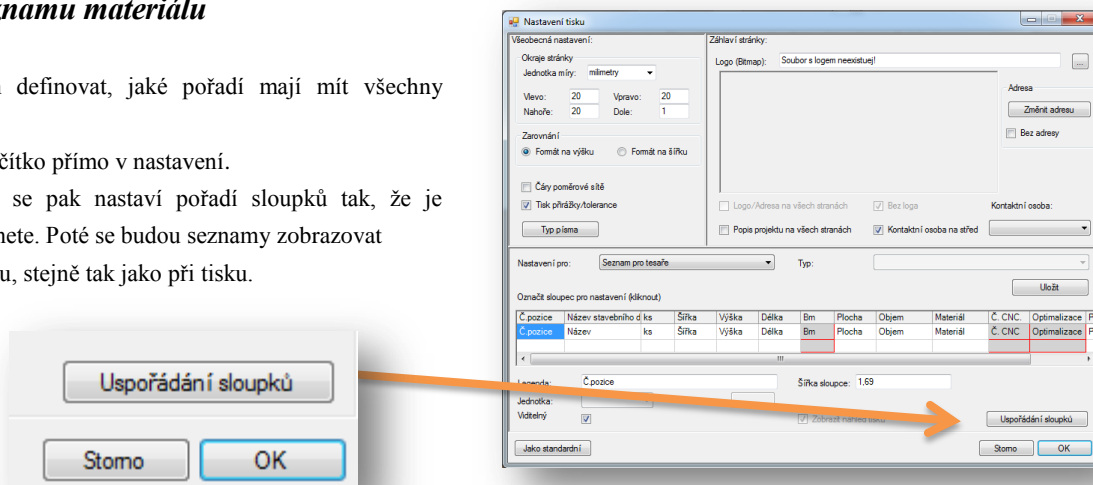 znamu materiálu
definovat, jaké pořadí mají mít všechny
čítko přímo v nastavení.
se pak nastaví pořadí sloupků tak, že je
nete. Poté se budou seznamy zobrazovat
u, stejně tak jako při tisku.
Uspořádání sloupků
Storno
OK
Nastavení tisku
Všeobecná nastavení:
Okraje stránky
Jednotka míry: milimetry
Vlevo: 20 Vpravo: 20
Nahoře: 20 Dole: 1
Zarovnání
Formát na výšku Formát na šířku
Čáry poměrové sítě
Tisk přirážky/tolerance
Typ písma
Záhlaví stránky:
Logo (Bitmap): Soubor s logem neexistuej! ...
Adresa
Změnit adresu
Bez adresy
Logo/Adresa na všech stranách Bez loga Kontaktní osoba:
Popis projektu na všech stranách Kontaktní osoba na střed
Nastavení pro: Seznam pro tesaře Typ:
Uložit
Označit sloupec pro nastavení (kliknout)
Č.pozice Název stavebního d ks Šířka Výška Délka Bm Plocha Objem Materiál Č. CNC. Optimalizace P
Č.pozice Název ks Šířka Výška Délka Bm Plocha Objem Materiál Č. CNC Optimalizace P
Legenda: Č.pozice Šířka sloupce: 1,69
Jednotka:
Viditelný Zobrazit náhled tisku
Uspořádání sloupků
Jako standardní Storno OK